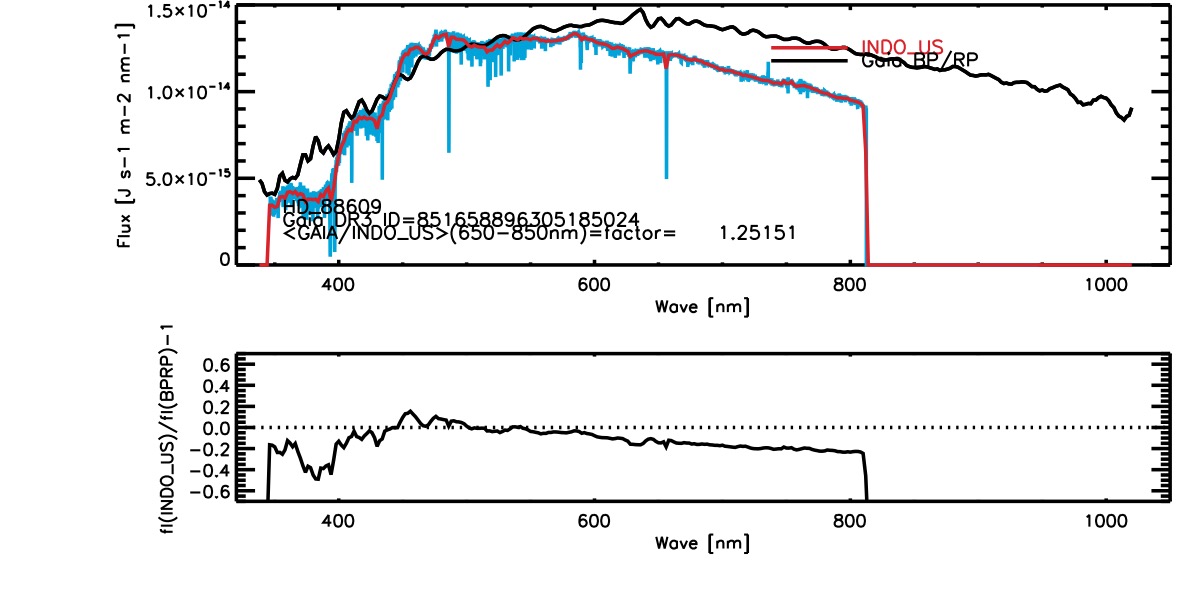 1.5×10−14
1.0×10−14
5.0×10−15
0
Flux [J s−1 m−2 nm−1]
INDO_US
Gaia BP/RP
HD_88609
Gaia DR3 ID=851658896305185024
<GAIA/INDO_US>(650−850nm)=factor= 1.25151
400 600 800 1000
Wave [nm]
0.6
0.4
0.2
0.0
−0.2
−0.4
−0.6
fl(INDO_US)/fl(BPRP)−1
400 600 800 1000
Wave [nm]